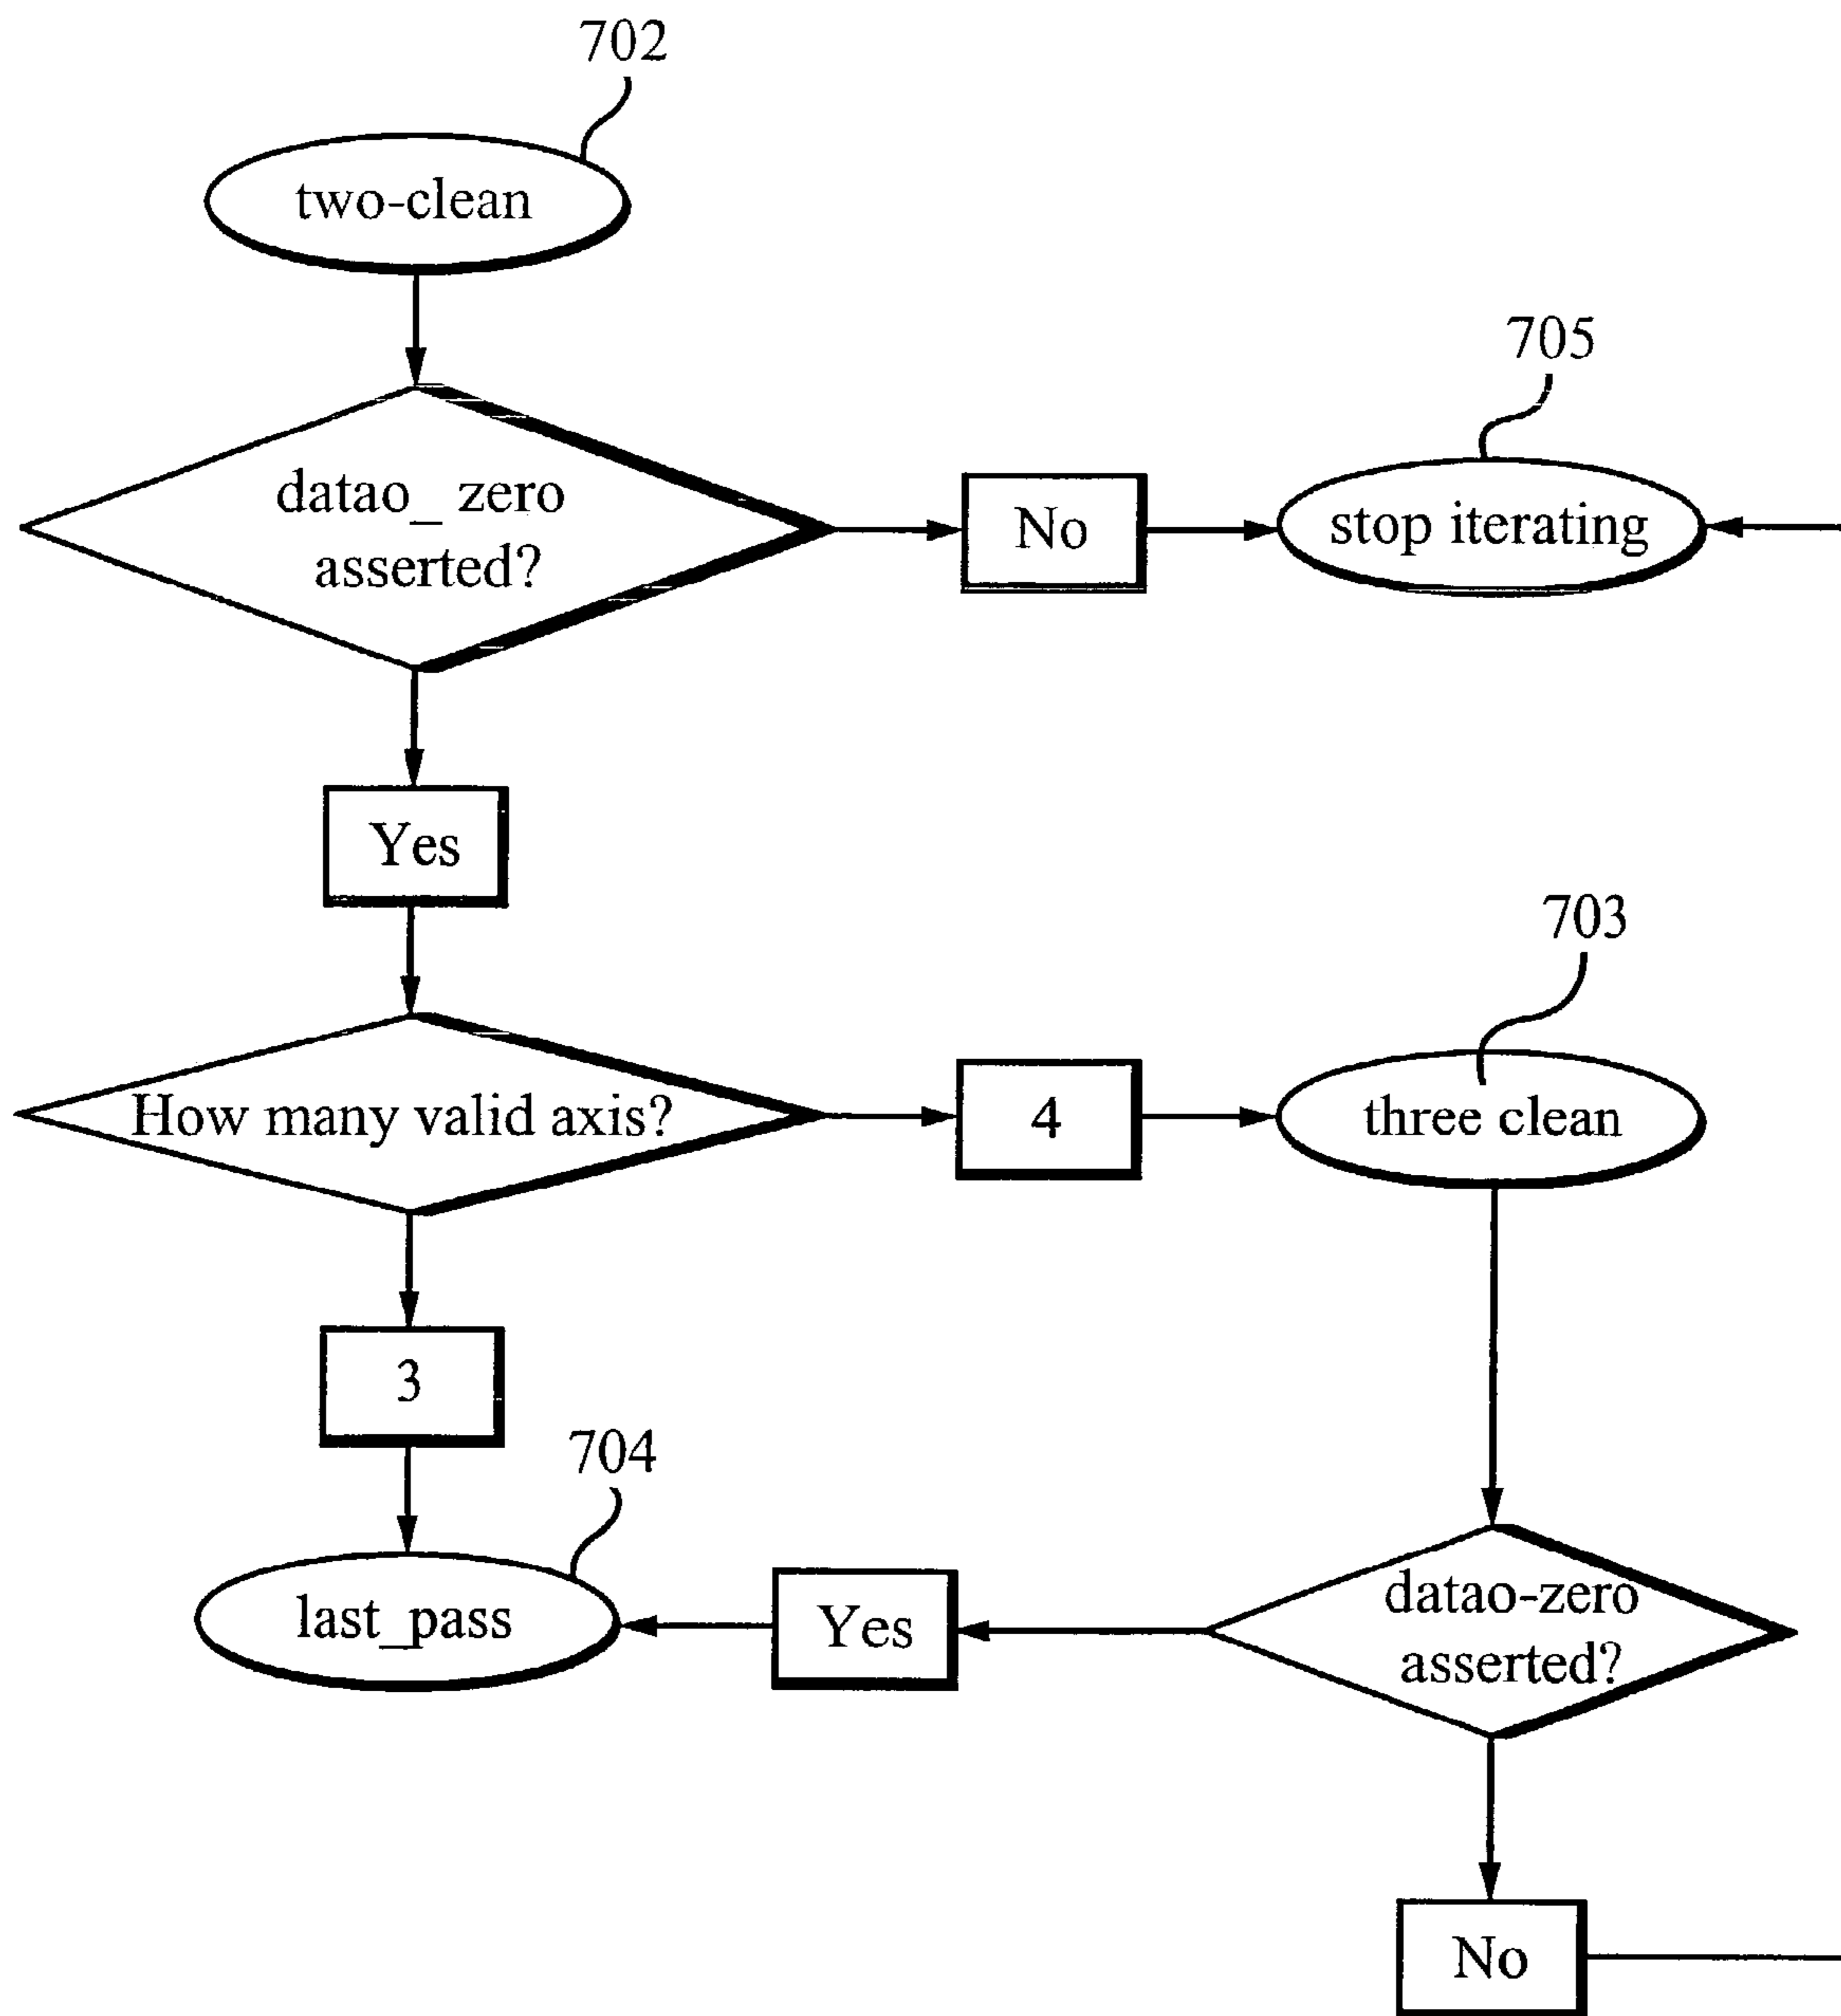 702
two-clean
705
datao_ zero
asserted?
No
stop iterating
Yes
703
How many valid axis?
4
three clean
3
704
last_pass
Yes
datao-zero
asserted?
No